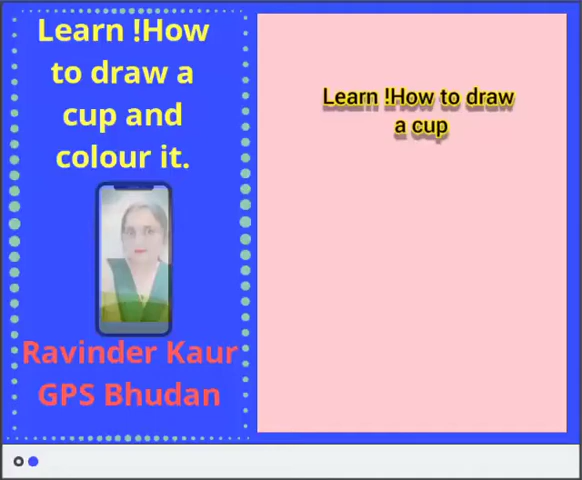 Learn !How
to draw a
cup and
colour it.
Ravinder Kaur
GPS Bhudan
Learn !How to draw
a cup